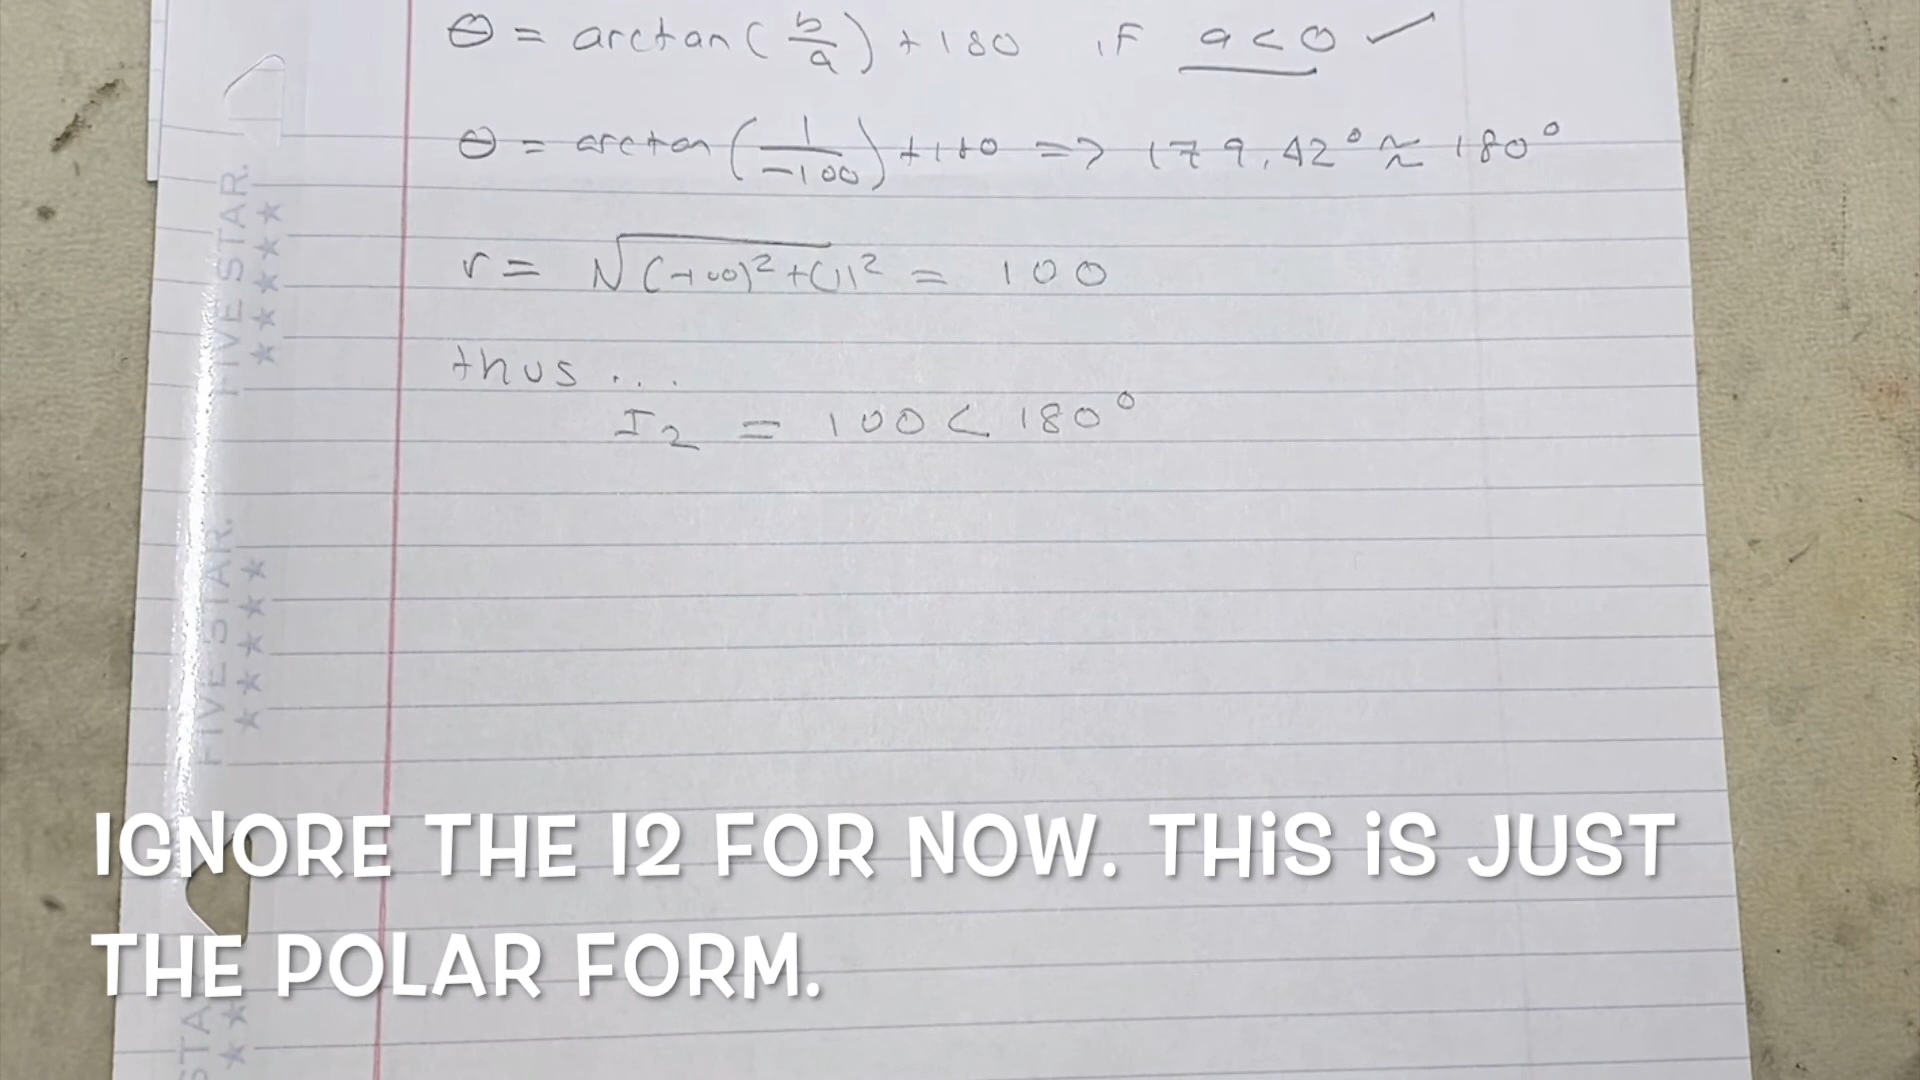 θ = arctan(b/a) + 180 if a < 0 ✓
θ = arctan(1/-100) + 180 => 179.42° ≈ 180°
r = √(-100)² + (1)² = 100
thus ...
I₂ = 100 < 180°
IGNORE THE I2 FOR NOW. THIS IS JUST
THE POLAR FORM.
FIVE STAR. ★★★★★
FIVE STAR. ★★★★★
STA ★★